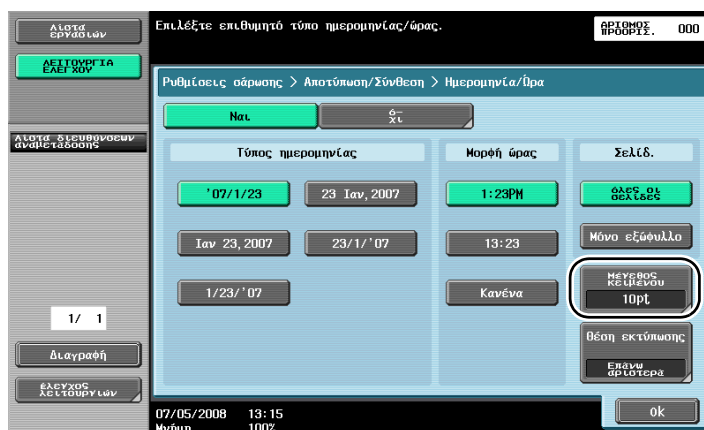 Λίστα
εργασιών
ΛΕΙΤΟΥΡΓΙΑ
ΕΛΕΓΧΟΥ
Λίστα διευθύνσεων
αναμετάδοσης
1/ 1
Διαγραφή
έλεγχος
λειτουργιών
Επιλέξτε επιθυμητό τύπο ημερομηνίας/ώρας.
ΑΡΙΘΜΟΣ
ΠΡΟΟΡΙΣ.
000
Ρυθμίσεις σάρωσης > Αποτύπωση/Σύνθεση > Ημερομηνία/Ώρα
Ναι
ό-
χι
Τύπος ημερομηνίας
Μορφή ώρας
Σελίδ.
'07/1/23
23 Ιαν,2007
1:23PM
όλες οι
σελίδες
Ιαν 23,2007
23/1/'07
13:23
Μόνο εξώφυλλο
1/23/'07
Κανένα
Μέγεθος
κειμένου
10pt
θέση εκτύπωσης
Επάνω
αριστερά
07/05/2008 13:15
Μνήμη 100%
Ok